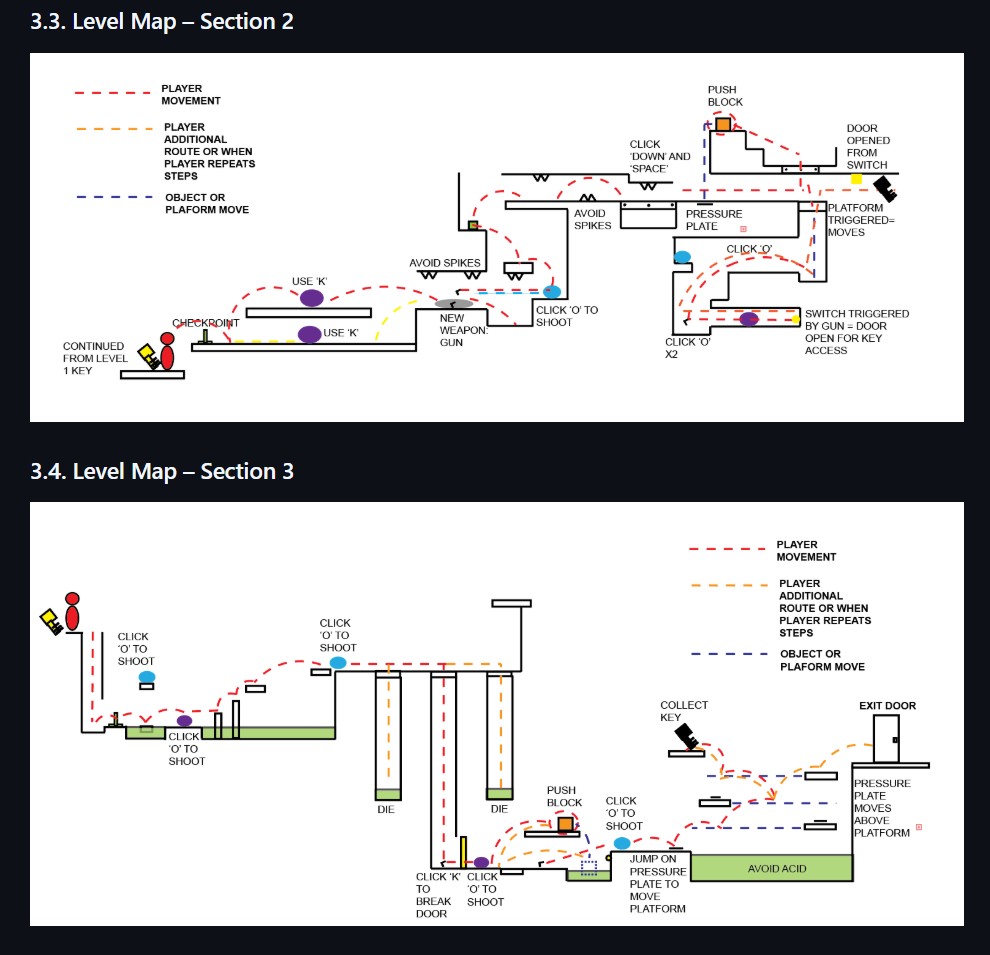 3.3. Level Map – Section 2
PLAYER
MOVEMENT
PLAYER
ADDITIONAL
ROUTE OR WHEN
PLAYER REPEATS
STEPS
OBJECT OR
PLAFORM MOVE
PUSH
BLOCK
DOOR
OPENED
FROM
SWITCH
CLICK
'DOWN' AND
'SPACE'
AVOID
SPIKES
PRESSURE
PLATE
PLATFORM
TRIGGERED=
MOVES
CLICK 'O'
AVOID SPIKES
USE 'K'
CHECKPOINT
USE 'K'
CONTINUED
FROM LEVEL
1 KEY
NEW
WEAPON:
GUN
CLICK 'O' TO
SHOOT
CLICK 'O'
X2
SWITCH TRIGGERED
BY GUN = DOOR
OPEN FOR KEY
ACCESS
3.4. Level Map – Section 3
PLAYER
MOVEMENT
PLAYER
ADDITIONAL
ROUTE OR WHEN
PLAYER REPEATS
STEPS
OBJECT OR
PLAFORM MOVE
CLICK
'O' TO
SHOOT
CLICK
'O' TO
SHOOT
CLICK
'O' TO
SHOOT
DIE
DIE
COLLECT
KEY
EXIT DOOR
PUSH
BLOCK
CLICK
'O' TO
SHOOT
PRESSURE
PLATE
MOVES
ABOVE
PLATFORM
CLICK 'K'
TO
BREAK
DOOR
CLICK
'O' TO
SHOOT
JUMP ON
PRESSURE
PLATE TO
MOVE
PLATFORM
AVOID ACID